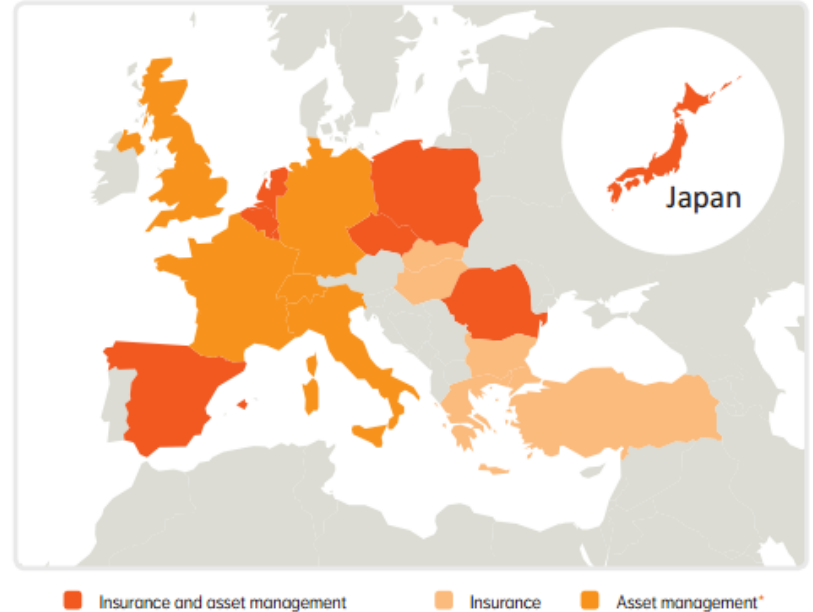 Japan
Insurance and asset management
Insurance
Asset management*